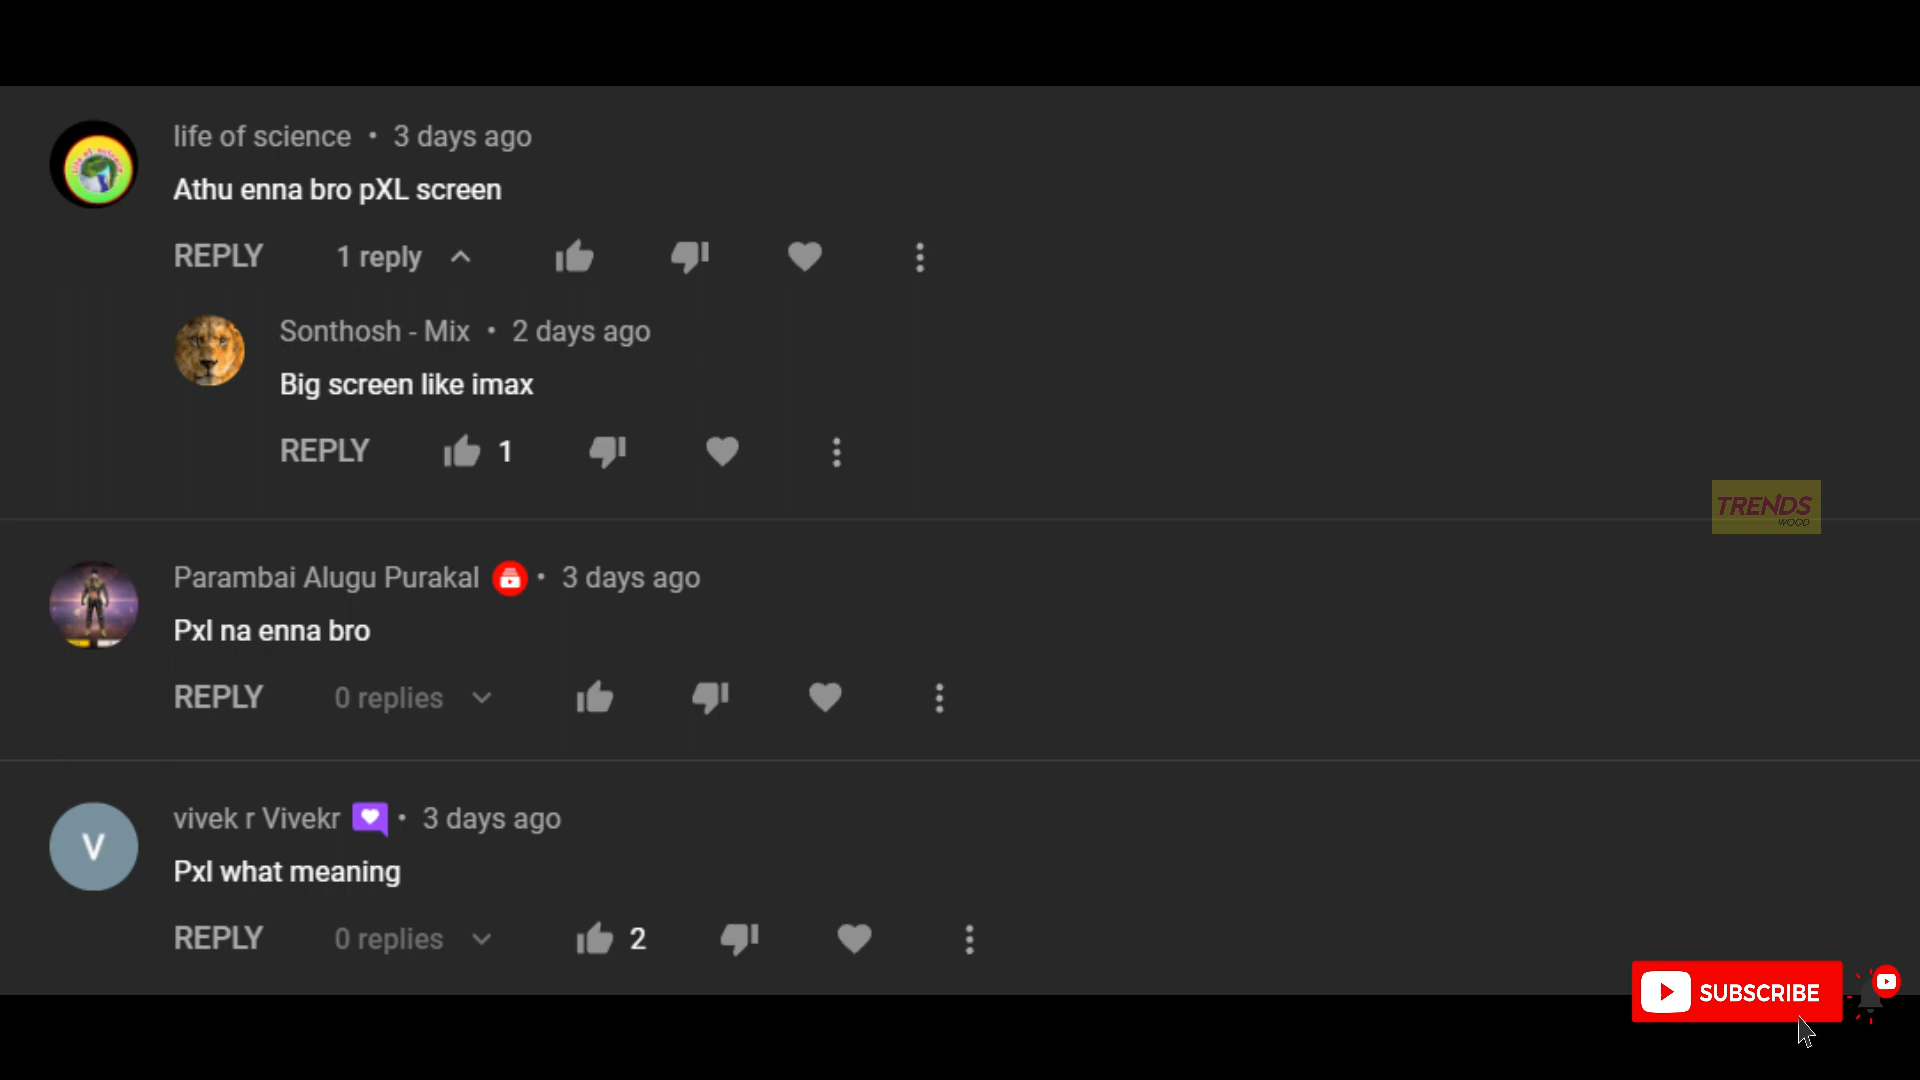 life of science • 3 days ago
Athu enna bro pXL screen
REPLY 1 reply
Sonthosh - Mix • 2 days ago
Big screen like imax
REPLY 1
TRENDS
WOOD
Parambai Alugu Purakal • 3 days ago
Pxl na enna bro
REPLY 0 replies
vivek r Vivekr • 3 days ago
V
Pxl what meaning
REPLY 0 replies 2
SUBSCRIBE